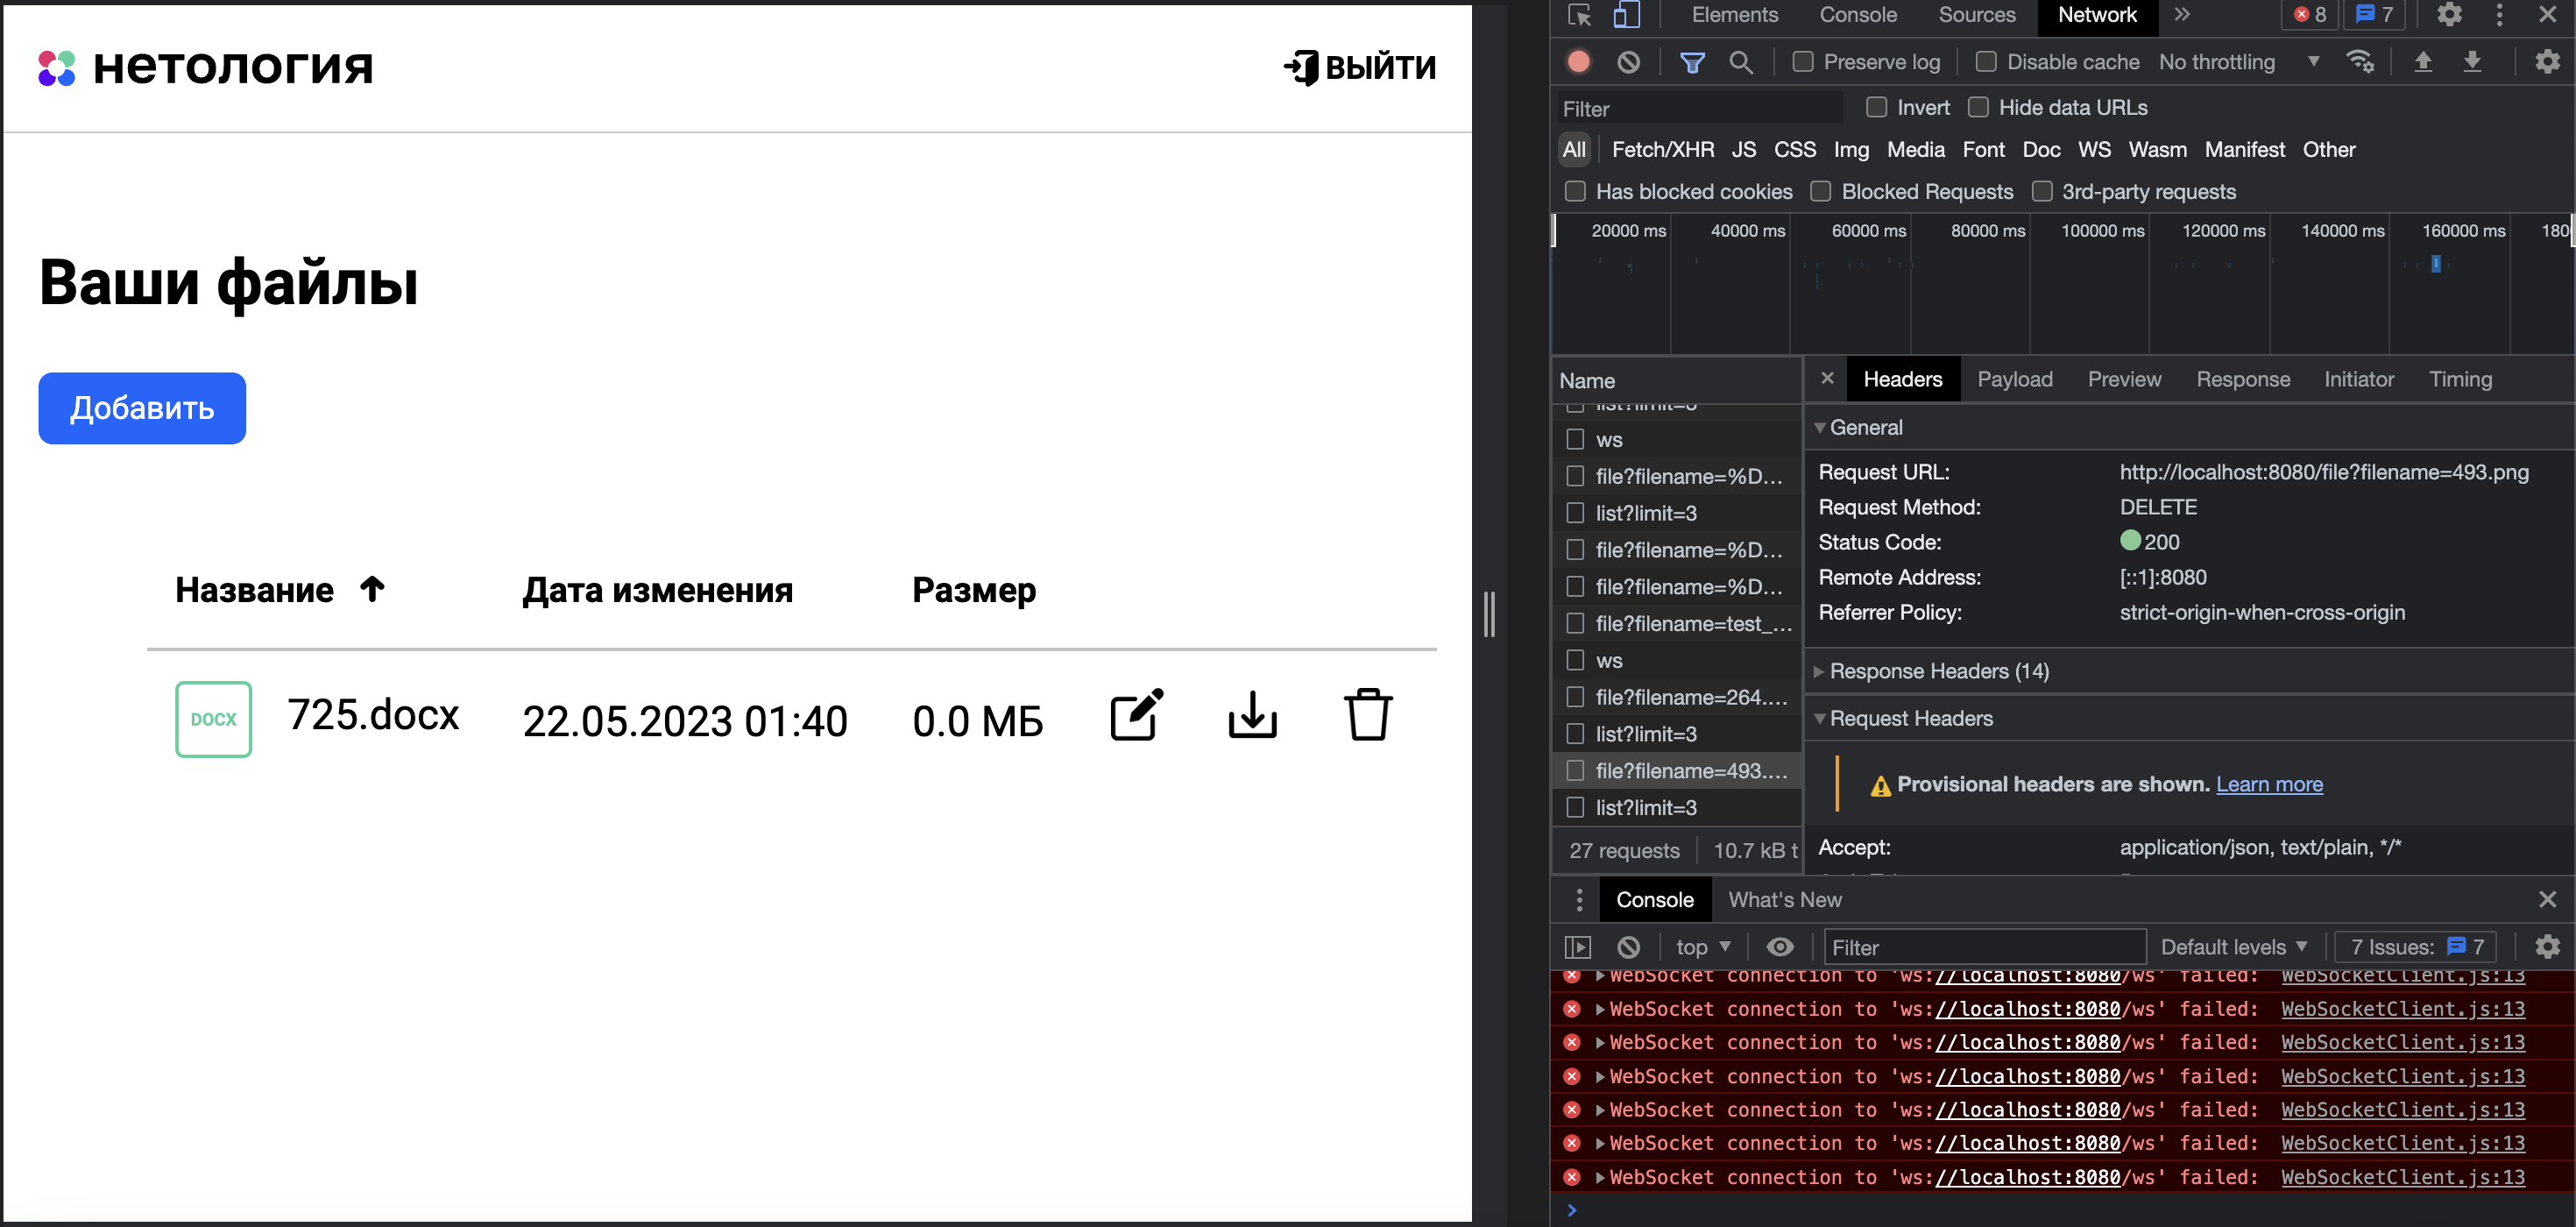 нетология
ВЫЙТИ
Ваши файлы
Добавить
Название
Дата изменения
Размер
DOCX
725.docx
22.05.2023 01:40
0.0 МБ
Elements
Console
Sources
Network
8
7
Preserve log
Disable cache
No throttling
Filter
Invert
Hide data URLs
All
Fetch/XHR
JS
CSS
Img
Media
Font
Doc
WS
Wasm
Manifest
Other
Has blocked cookies
Blocked Requests
3rd-party requests
20000 ms
40000 ms
60000 ms
80000 ms
100000 ms
120000 ms
140000 ms
160000 ms
180
Name
ws
file?filename=%D...
list?limit=3
file?filename=%D...
file?filename=%D...
file?filename=test_...
ws
file?filename=264....
list?limit=3
file?filename=493....
list?limit=3
27 requests
10.7 kB t
Headers
Payload
Preview
Response
Initiator
Timing
General
Request URL: http://localhost:8080/file?filename=493.png
Request Method: DELETE
Status Code: 200
Remote Address: [::1]:8080
Referrer Policy: strict-origin-when-cross-origin
Response Headers (14)
Request Headers
Provisional headers are shown. Learn more
Accept: application/json, text/plain, */*
Console
What's New
top
Filter
Default levels
7 Issues: 7
WebSocket connection to 'ws://localhost:8080/ws' failed: WebSocketClient.js:13
WebSocket connection to 'ws://localhost:8080/ws' failed: WebSocketClient.js:13
WebSocket connection to 'ws://localhost:8080/ws' failed: WebSocketClient.js:13
WebSocket connection to 'ws://localhost:8080/ws' failed: WebSocketClient.js:13
WebSocket connection to 'ws://localhost:8080/ws' failed: WebSocketClient.js:13
WebSocket connection to 'ws://localhost:8080/ws' failed: WebSocketClient.js:13
WebSocket connection to 'ws://localhost:8080/ws' failed: WebSocketClient.js:13